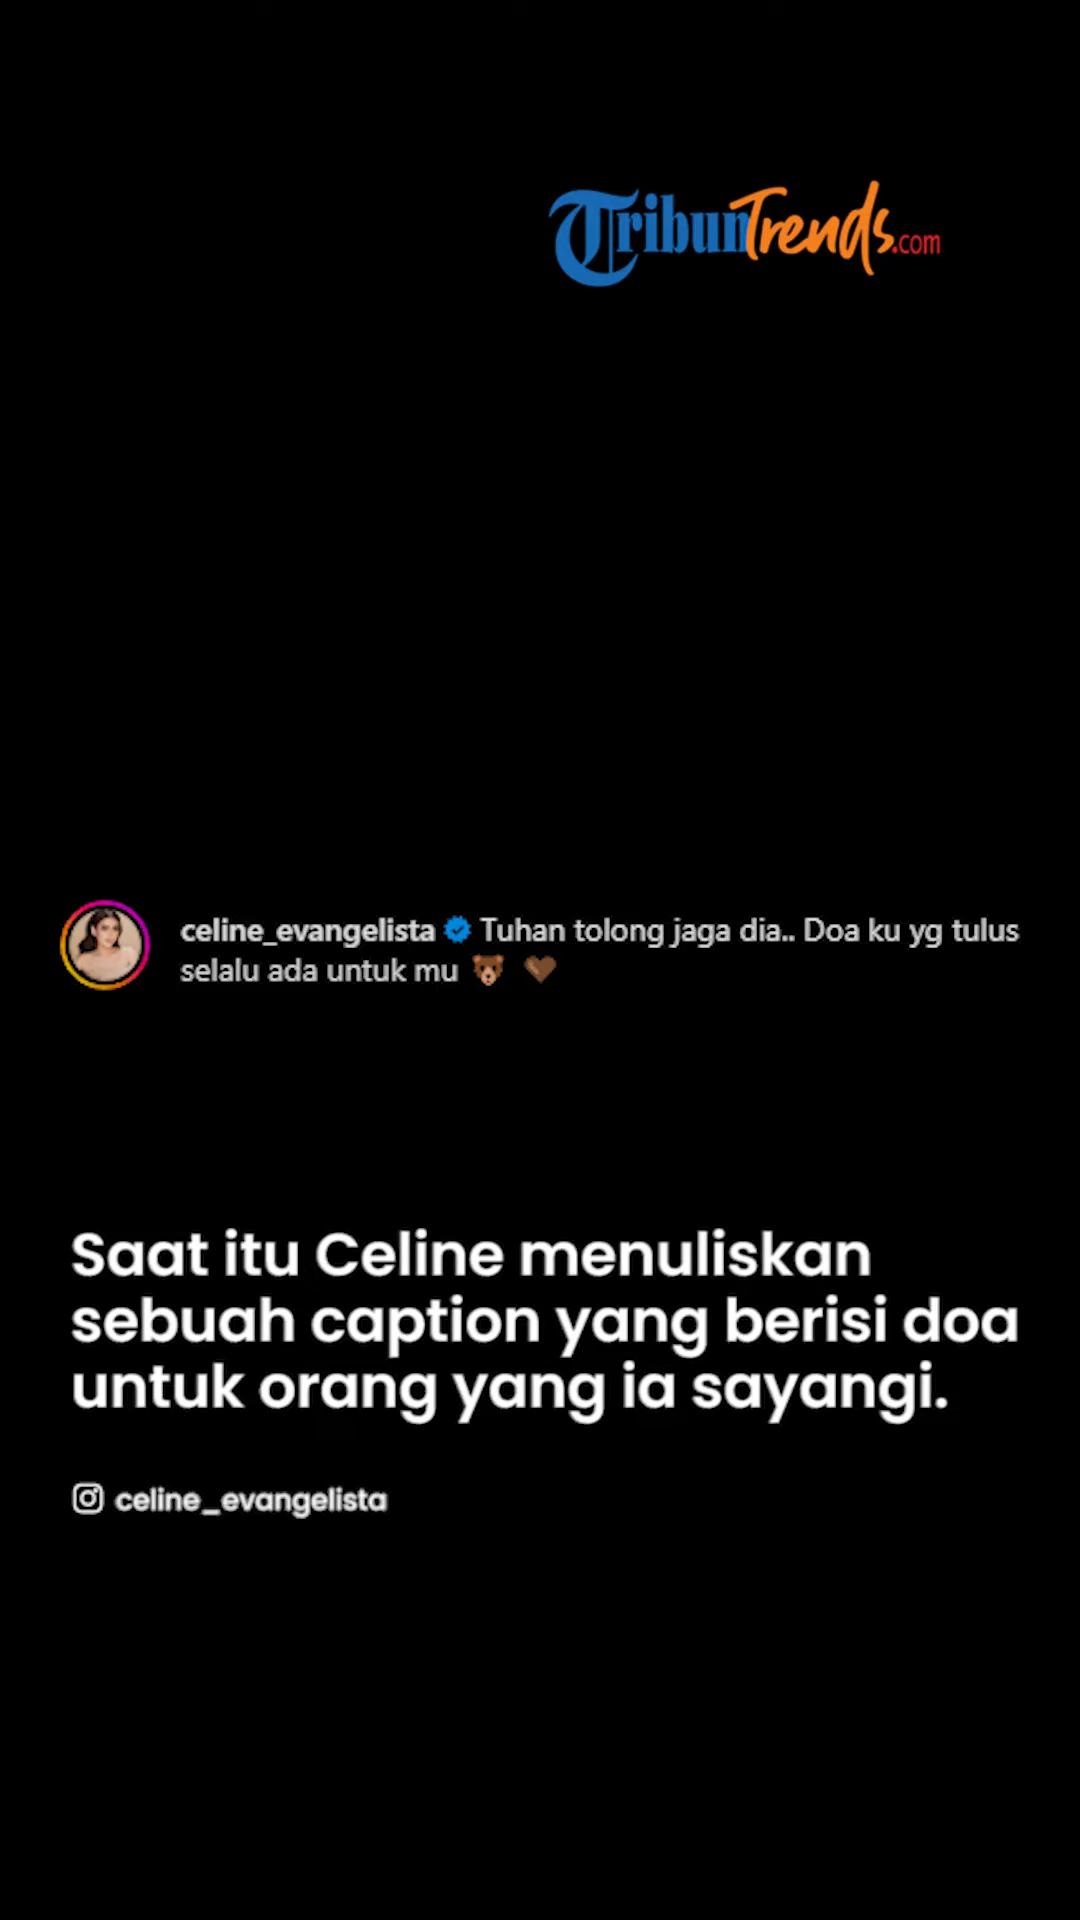 TribunTrends.com
celine_evangelista Tuhan tolong jaga dia.. Doa ku yg tulus
selalu ada untuk mu 🐻 🤎
Saat itu Celine menuliskan
sebuah caption yang berisi doa
untuk orang yang ia sayangi.
celine_evangelista